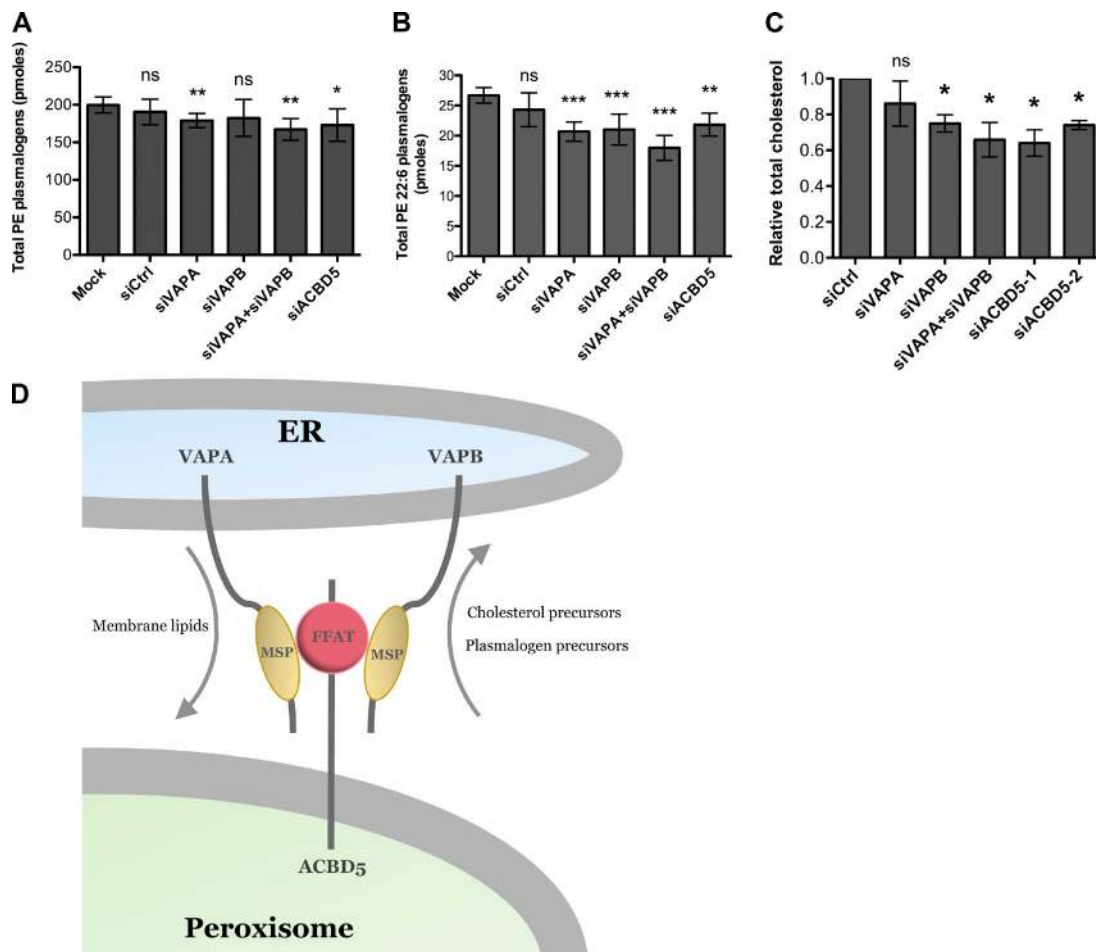 A
Total PE plasmalogens (pmoles)
250
200
150
100
50
0
ns
**
ns
**
*
Mock
siCtrl
siVAPA
siVAPB
siVAPA+siVAPB
siACBD5
B
Total PE 22:6 plasmalogens
(pmoles)
30
25
20
15
10
5
0
ns
***
***
***
**
Mock
siCtrl
siVAPA
siVAPB
siVAPA+siVAPB
siACBD5
C
Relative total cholesterol
1.0
0.8
0.6
0.4
0.2
0.0
ns
*
*
*
*
siCtrl
siVAPA
siVAPB
siVAPA+siVAPB
siACBD5-1
siACBD5-2
D
ER
VAPA
VAPB
Membrane lipids
MSP
FFAT
MSP
Cholesterol precursors
Plasmalogen precursors
ACBD5
Peroxisome